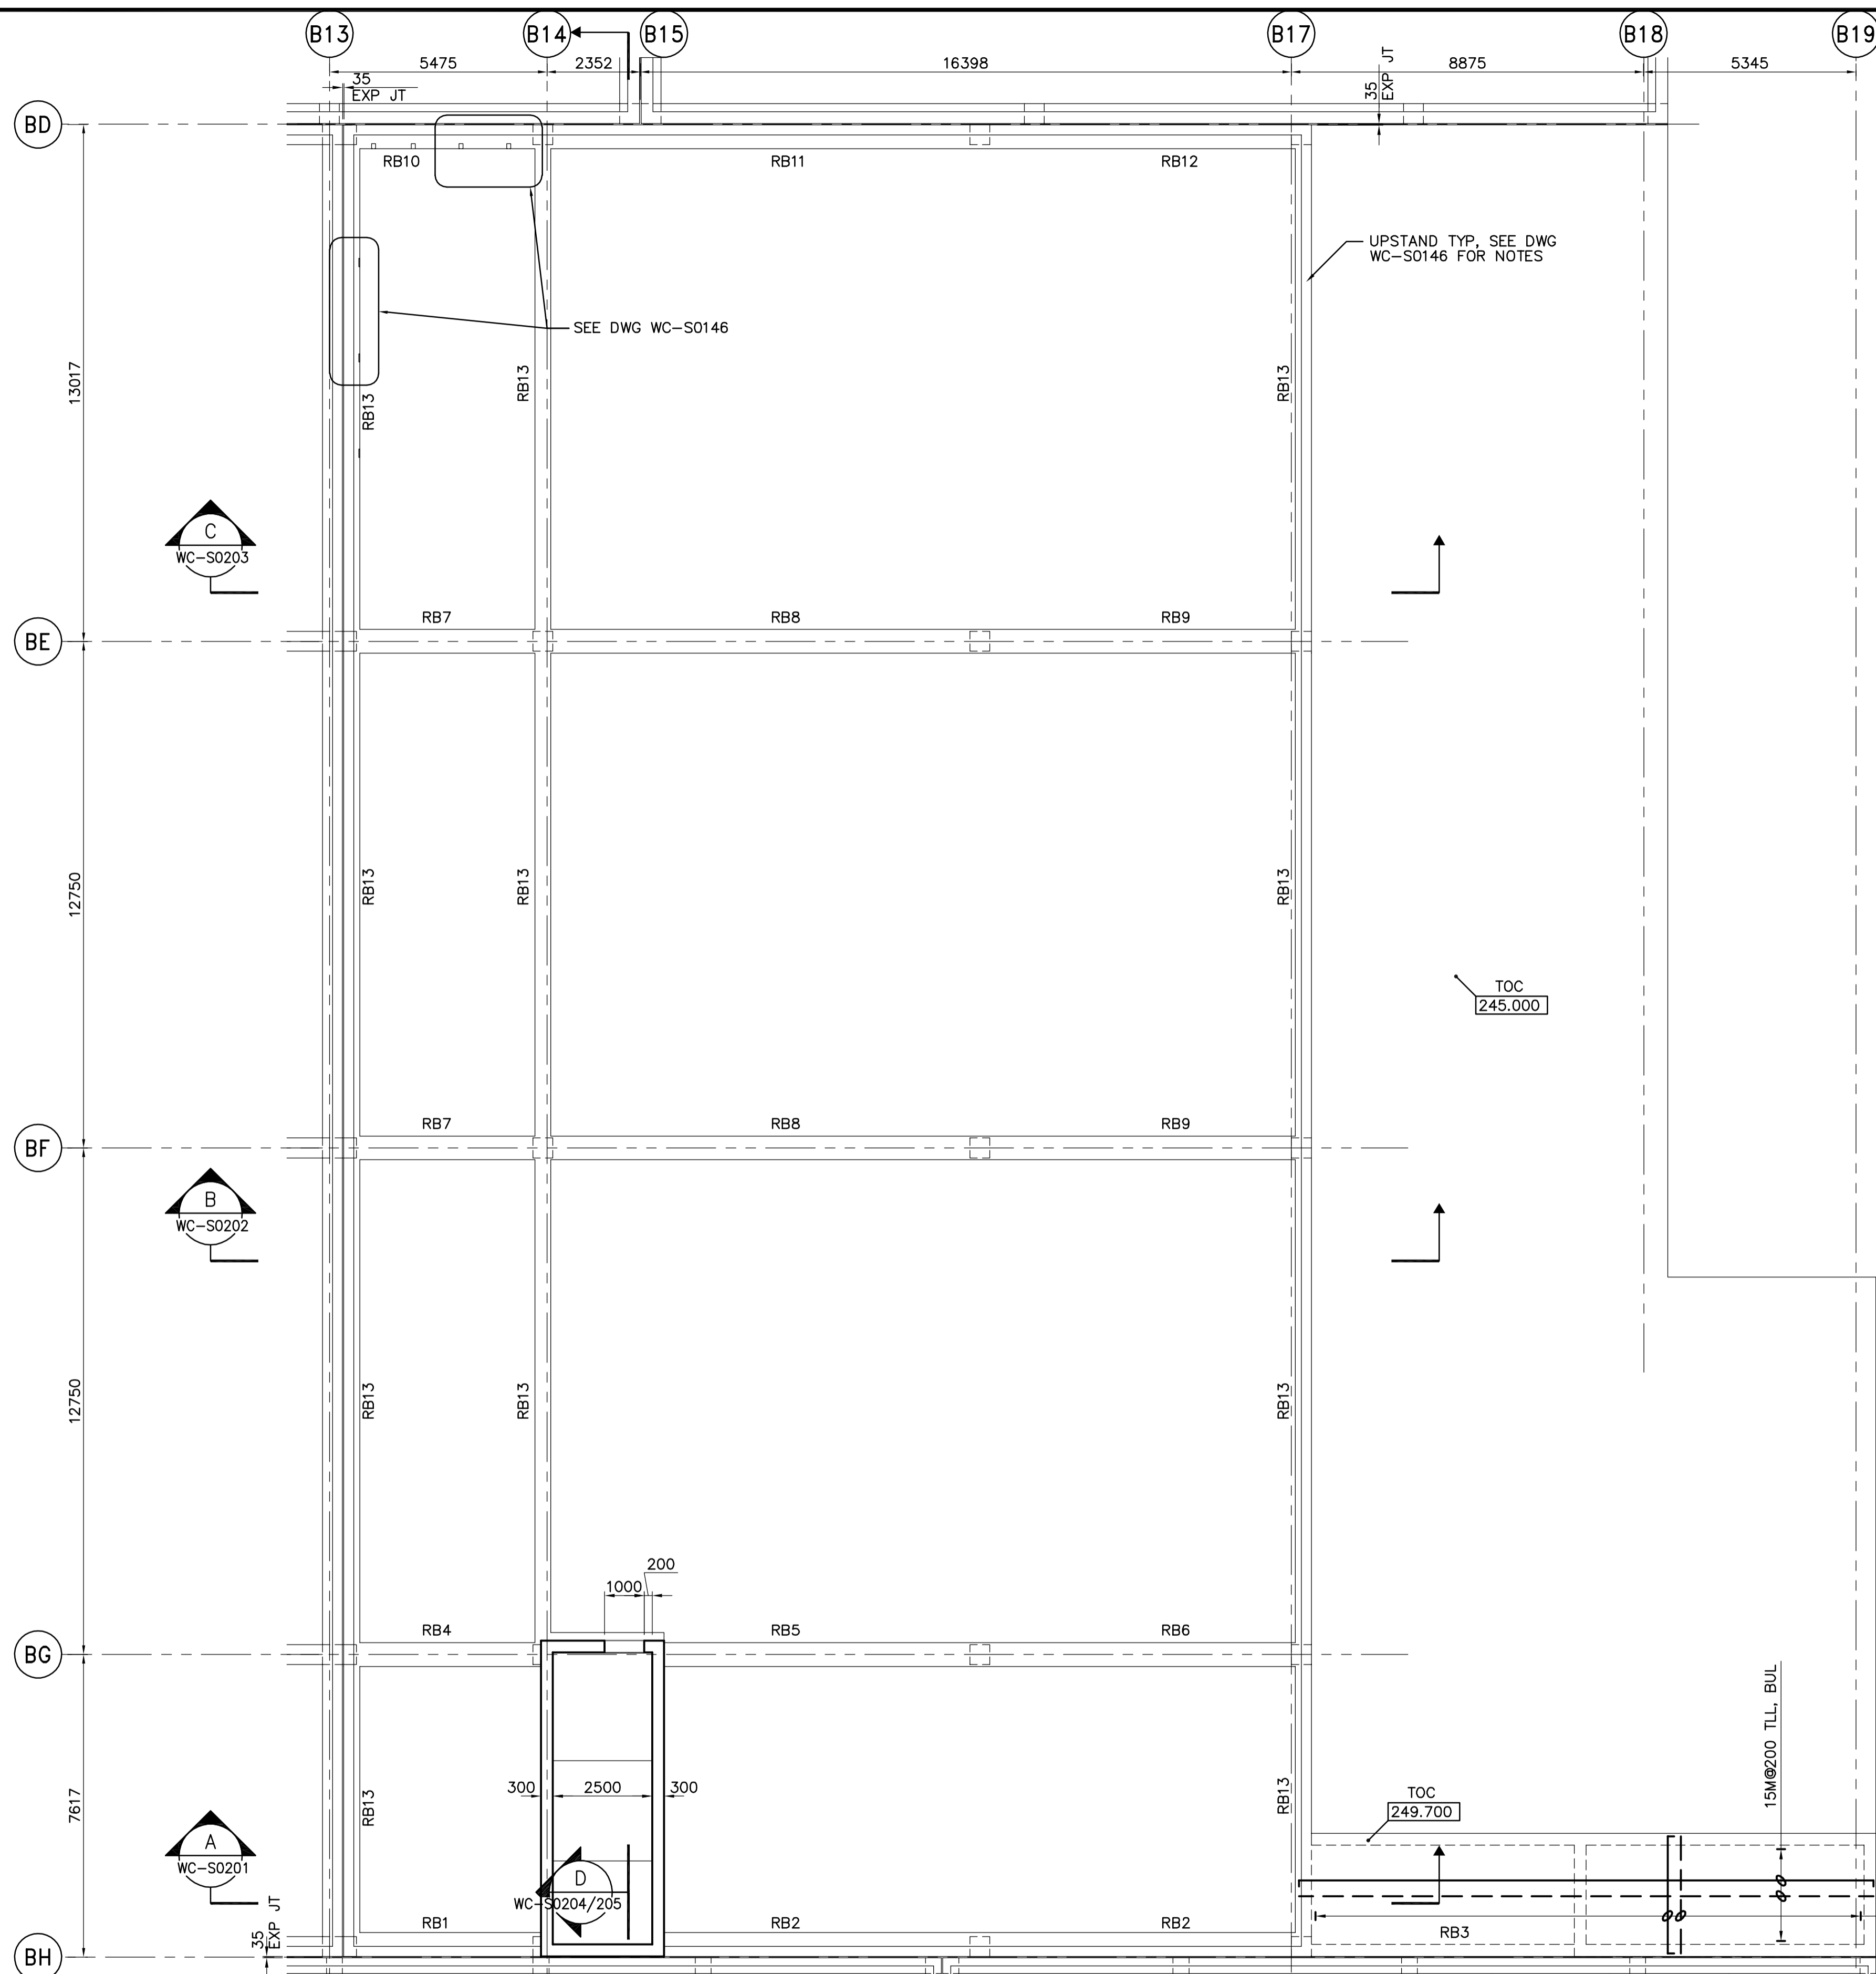 B13
B14
B15
B17
B18
B19
5475
2352
16398
8875
5345
35
EXP JT
35
EXP JT
BD
RB10
RB11
RB12
UPSTAND TYP, SEE DWG
WC-S0146 FOR NOTES
SEE DWG WC-S0146
13017
RB13
RB13
RB13
C
WC-S0203
RB7
RB8
RB9
BE
12750
RB13
RB13
RB13
TOC
245.000
RB7
RB8
RB9
BF
B
WC-S0202
12750
RB13
RB13
RB13
200
1000
RB4
RB5
RB6
BG
15M@200 TLL, BUL
7617
RB13
300
2500
300
RB13
TOC
249.700
A
WC-S0201
D
WC-S0204/205
35
EXP JT
RB1
RB2
RB2
RB3
BH